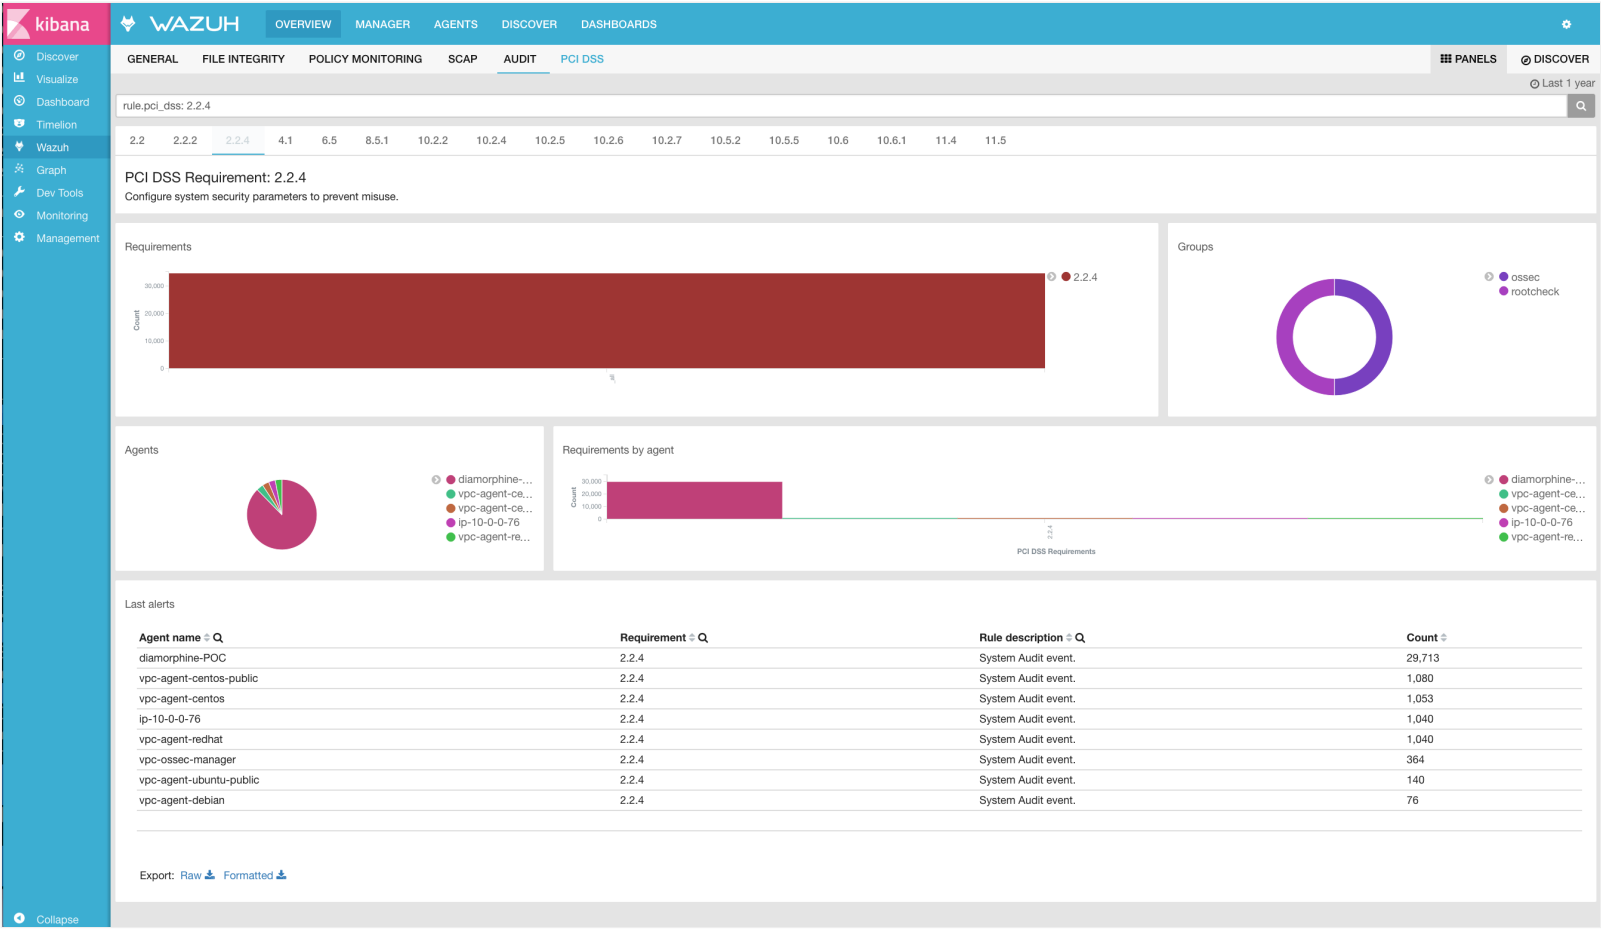 kibana
WAZUH
OVERVIEW MANAGER AGENTS DISCOVER DASHBOARDS
Discover
Visualize
Dashboard
Timelion
Wazuh
Graph
Dev Tools
Monitoring
Management
Collapse
GENERAL FILE INTEGRITY POLICY MONITORING SCAP AUDIT PCI DSS PANELS DISCOVER
Last 1 year
rule.pci_dss: 2.2.4
2.2 2.2.2 2.2.4 4.1 6.5 8.5.1 10.2.2 10.2.4 10.2.5 10.2.6 10.2.7 10.5.2 10.5.5 10.6 10.6.1 11.4 11.5
PCI DSS Requirement: 2.2.4
Configure system security parameters to prevent misuse.
Requirements
30,000
20,000
10,000
0
Count
2.2.4
Groups
ossec
rootcheck
Agents
diamorphine-...
vpc-agent-ce...
vpc-agent-ce...
ip-10-0-0-76
vpc-agent-re...
Requirements by agent
30,000
20,000
10,000
0
Count
2.2.4
PCI DSS Requirements
diamorphine-...
vpc-agent-ce...
vpc-agent-ce...
ip-10-0-0-76
vpc-agent-re...
Last alerts
Agent name Requirement Rule description Count
diamorphine-POC 2.2.4 System Audit event. 29,713
vpc-agent-centos-public 2.2.4 System Audit event. 1,080
vpc-agent-centos 2.2.4 System Audit event. 1,053
ip-10-0-0-76 2.2.4 System Audit event. 1,040
vpc-agent-redhat 2.2.4 System Audit event. 1,040
vpc-ossec-manager 2.2.4 System Audit event. 364
vpc-agent-ubuntu-public 2.2.4 System Audit event. 140
vpc-agent-debian 2.2.4 System Audit event. 76
Export: Raw Formatted